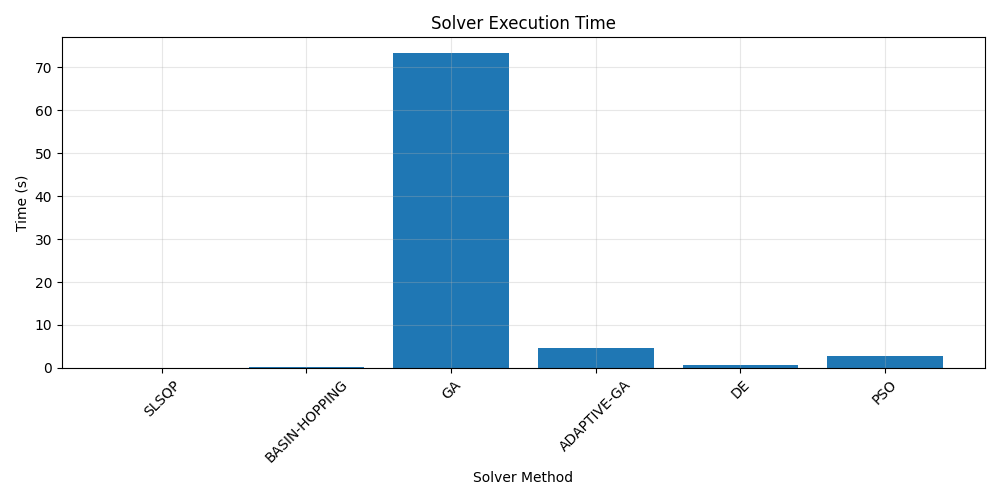 Solver Execution Time
Time (s)
70
60
50
40
30
20
10
0
SLSQP
BASIN-HOPPING
GA
ADAPTIVE-GA
DE
PSO
Solver Method